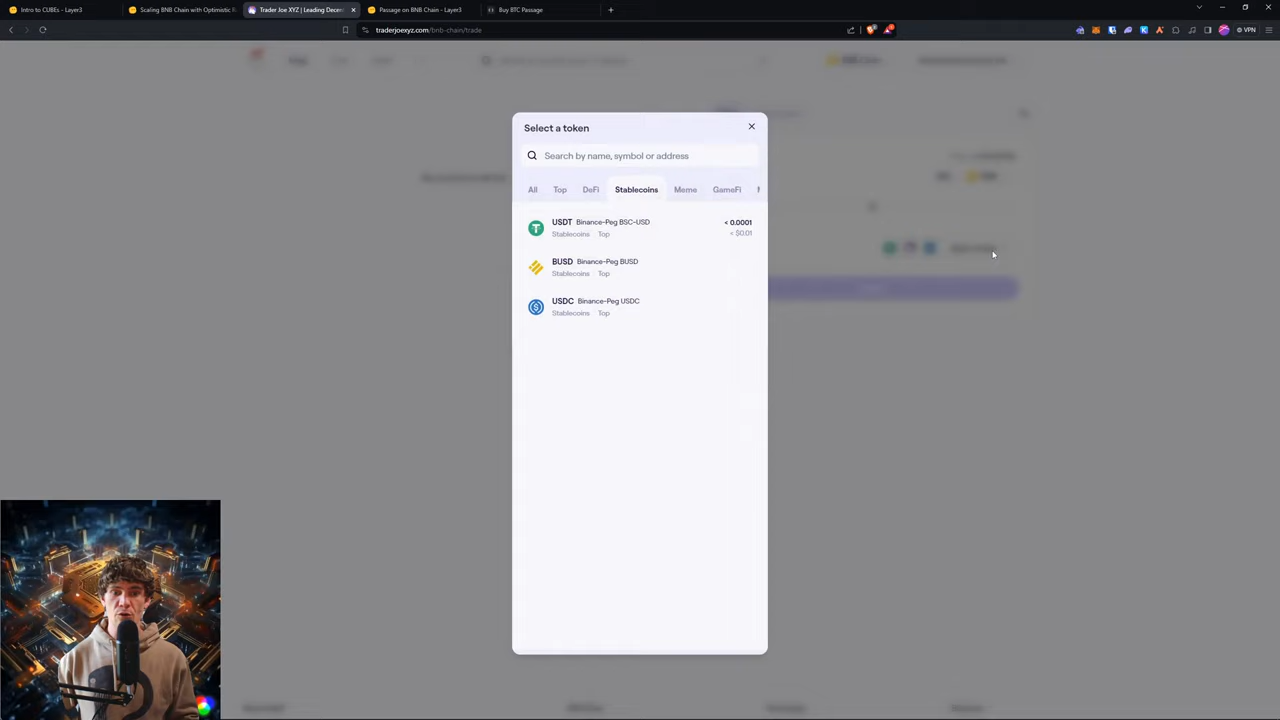 Intro to CUBEs – Layer3
Scaling BNB Chain with Optimistic R
Trader Joe XYZ | Leading Decen
Passage on BNB Chain – Layer3
Buy BTC Passage
traderjoexyz.com/bnb-chain/trade
VPN
Select a token
Search by name, symbol or address
All Top DeFi Stablecoins Meme GameFi
USDT Binance-Peg BSC-USD < 0.0001
Stablecoins Top < $0.01
BUSD Binance-Peg BUSD
Stablecoins Top
USDC Binance-Peg USDC
Stablecoins Top